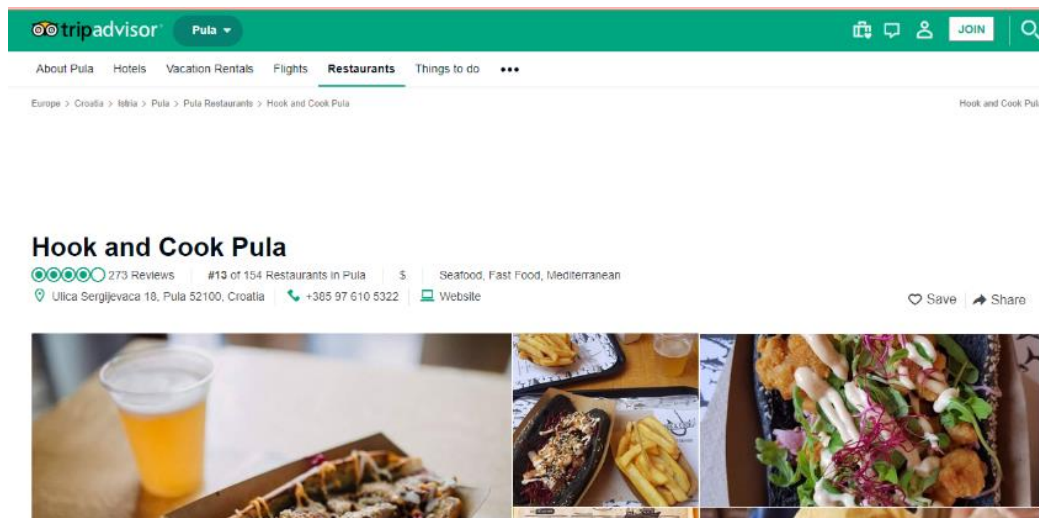 tripadvisor Pula JOIN
About Pula Hotels Vacation Rentals Flights Restaurants Things to do •••
Europe > Croatia > Istria > Pula > Pula Restaurants > Hook and Cook Pula Hook and Cook Pula
Hook and Cook Pula
273 Reviews #13 of 154 Restaurants in Pula $ Seafood, Fast Food, Mediterranean
Ulica Sergijevaca 18, Pula 52100, Croatia +385 97 610 5322 Website Save Share